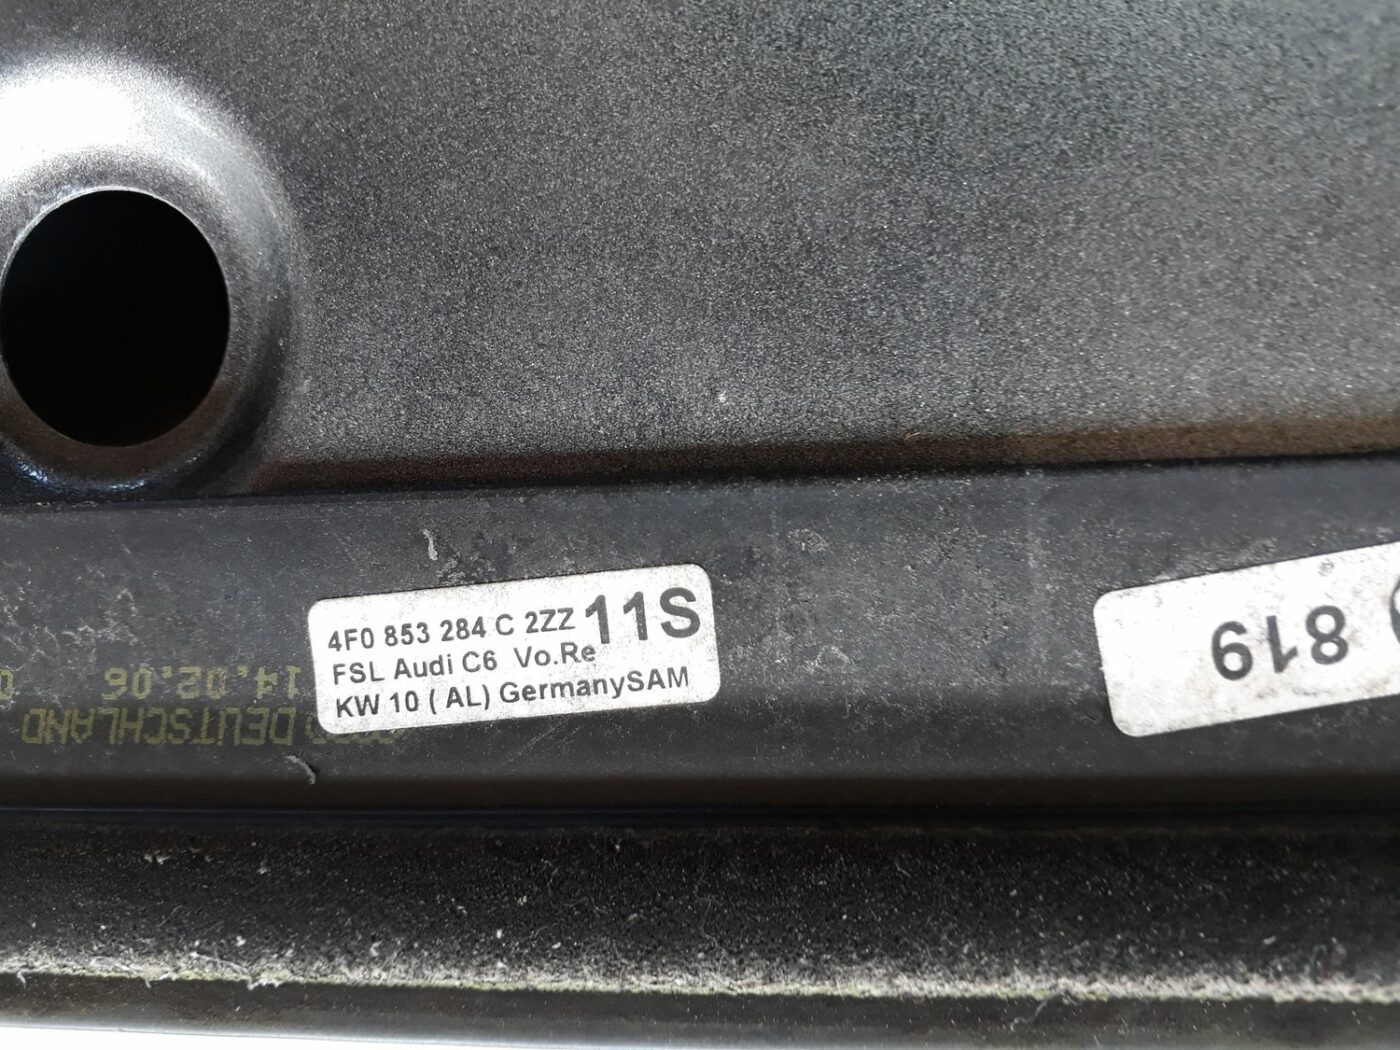 4F0 853 284 C 2ZZ 11S
FSL Audi C6 Vo.Re
KW 10 ( AL) GermanySAM
14.02.06
DEUTSCHLAND
819